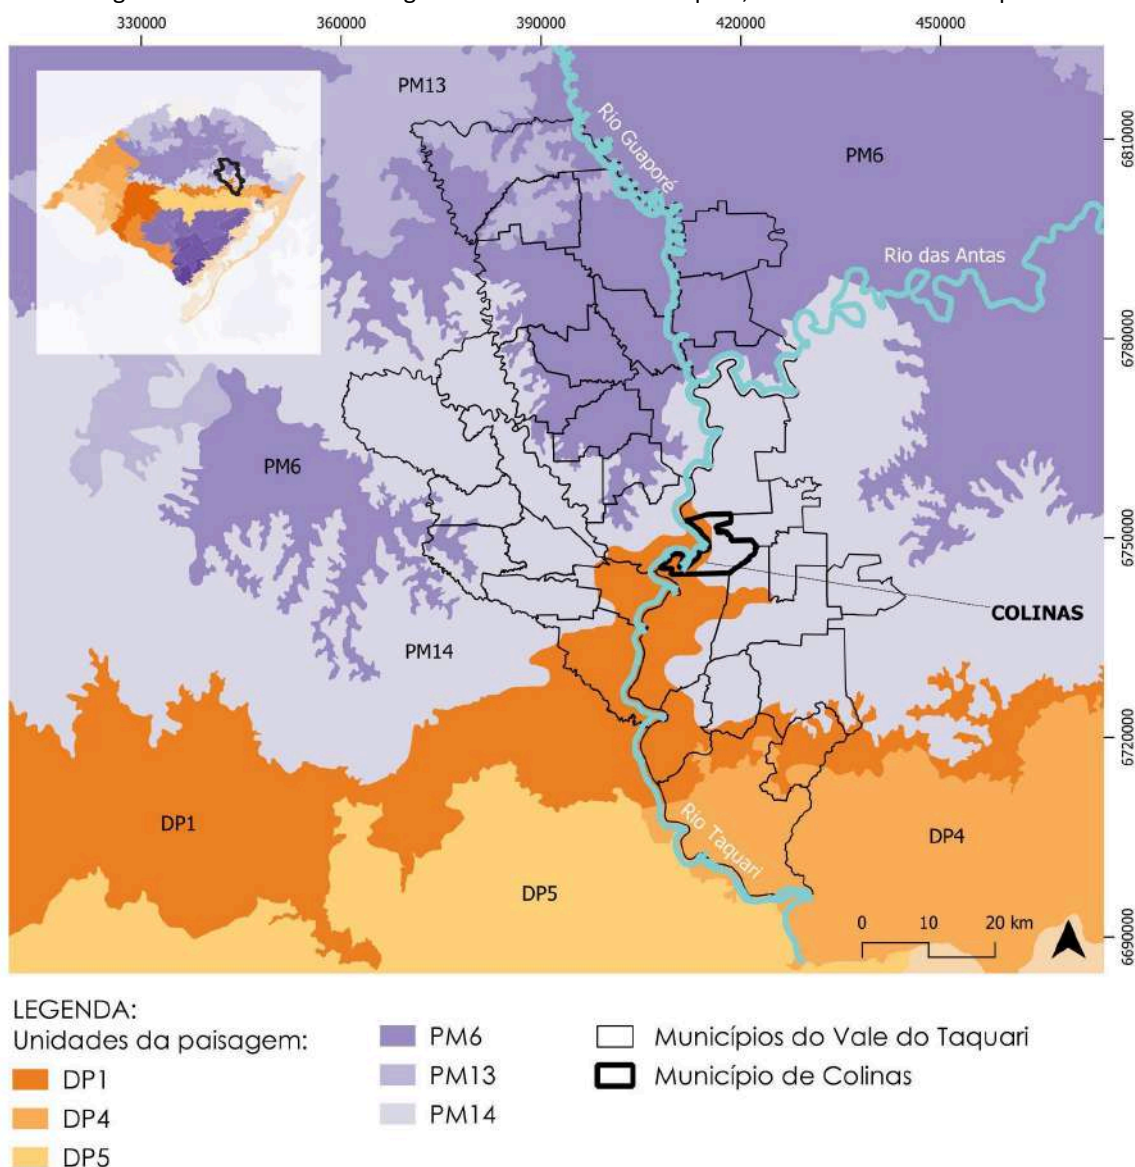 330000 360000 390000 420000 450000
PM13
Rio Guaporé
PM6
6810000
Rio das Antas
6780000
PM6
6750000
COLINAS
PM14
6720000
DP1
Rio Taquari
DP4
DP5
0 10 20 km
6690000
LEGENDA:
Unidades da paisagem:
DP1
DP4
DP5
PM6
PM13
PM14
Municípios do Vale do Taquari
Município de Colinas